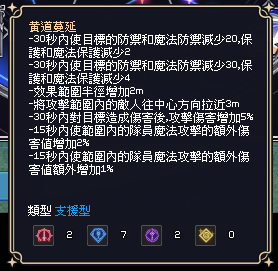 黃道蔓延
-30秒內使目標的防禦和魔法防禦減少20,保
護和魔法保護減少2
-30秒內使目標的防禦和魔法防禦減少30,保
護和魔法保護減少4
-效果範圍半徑增加2m
-將攻擊範圍內的敵人往中心方向拉近3m
-30秒內對目標造成傷害後,攻擊傷害增加5%
-15秒內使範圍內的隊員魔法攻擊的額外傷
害值增加2%
-15秒內使範圍內的隊員魔法攻擊的額外傷
害值額外增加1%
類型 支援型
2 7 2 0